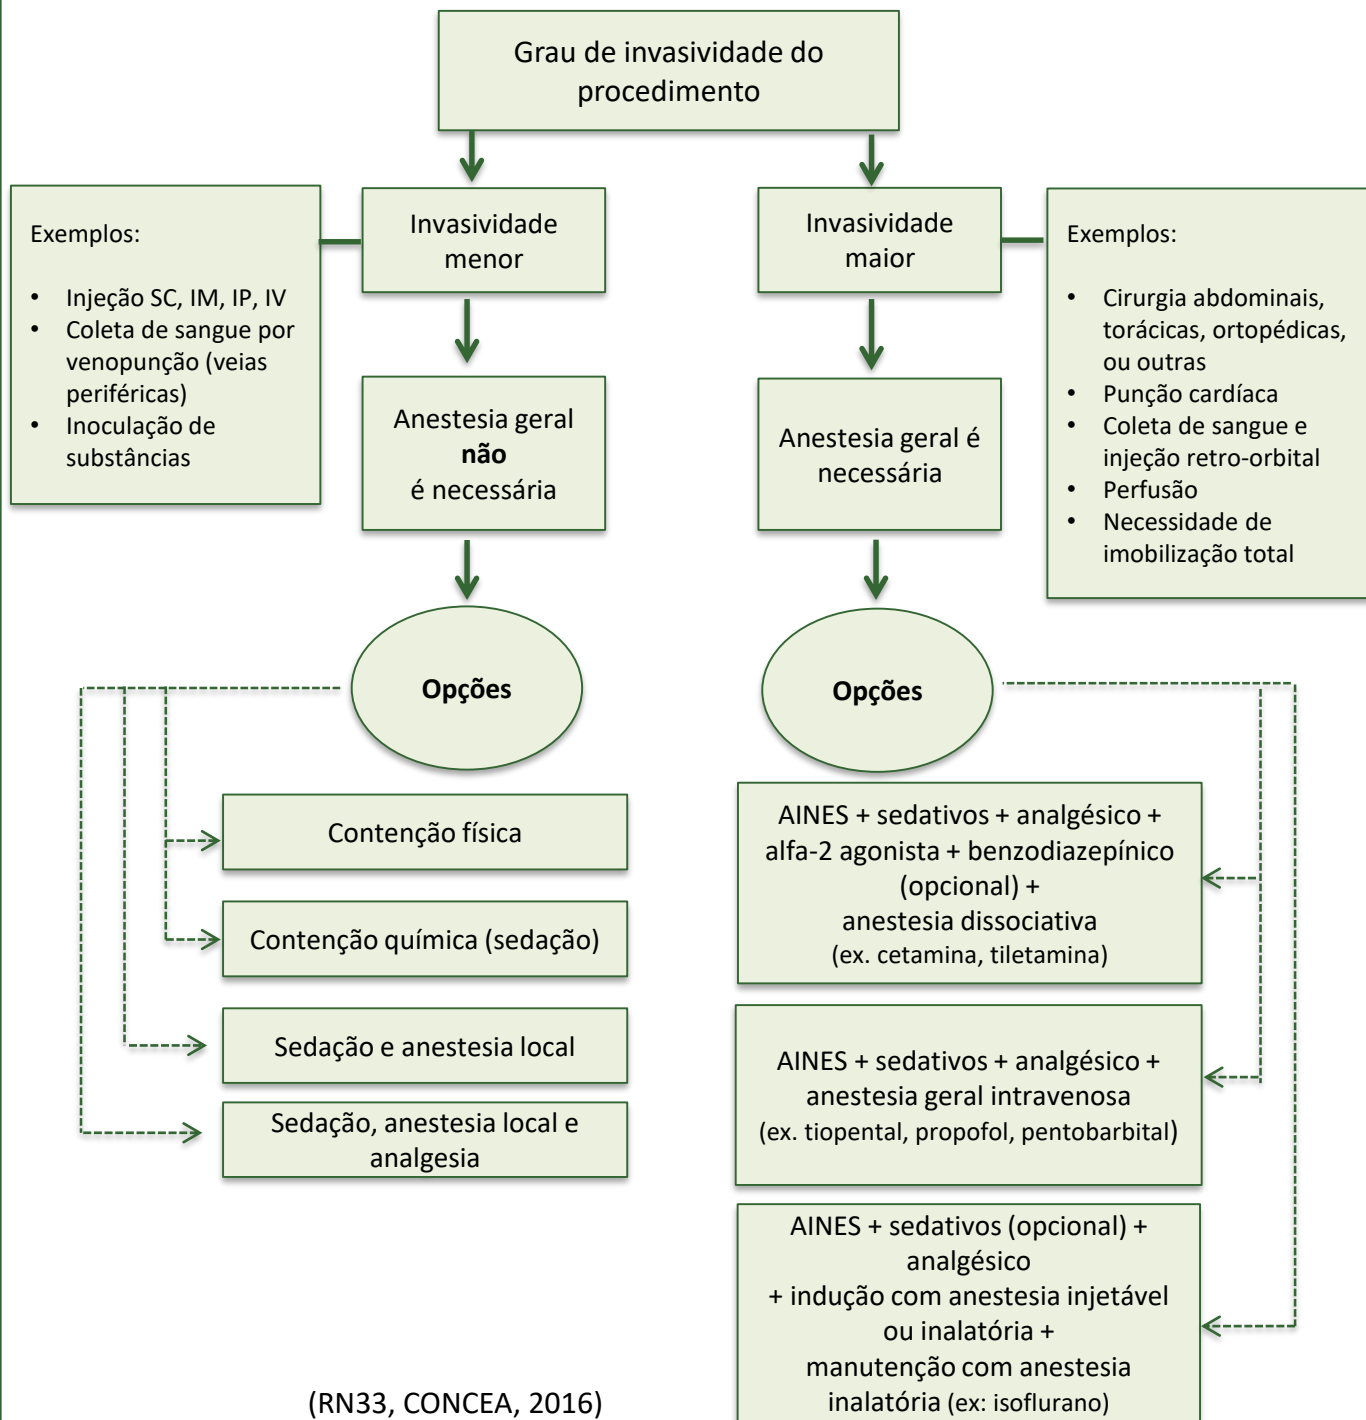 Grau de invasividade do
procedimento
Exemplos:
• Injeção SC, IM, IP, IV
• Coleta de sangue por
venopunção (veias
periféricas)
• Inoculação de
substâncias
Invasividade
menor
Invasividade
maior
Exemplos:
• Cirurgia abdominais,
torácicas, ortopédicas,
ou outras
• Punção cardíaca
• Coleta de sangue e
injeção retro-orbital
• Perfusão
• Necessidade de
imobilização total
Anestesia geral
não
é necessária
Anestesia geral é
necessária
Opções
Opções
Contenção física
Contenção química (sedação)
Sedação e anestesia local
Sedação, anestesia local e
analgesia
AINES + sedativos + analgésico +
alfa-2 agonista + benzodiazepínico
(opcional) +
anestesia dissociativa
(ex. cetamina, tiletamina)
AINES + sedativos + analgésico +
anestesia geral intravenosa
(ex. tiopental, propofol, pentobarbital)
AINES + sedativos (opcional) +
analgésico
+ indução com anestesia injetável
ou inalatória +
manutenção com anestesia
inalatória (ex: isoflurano)
(RN33, CONCEA, 2016)